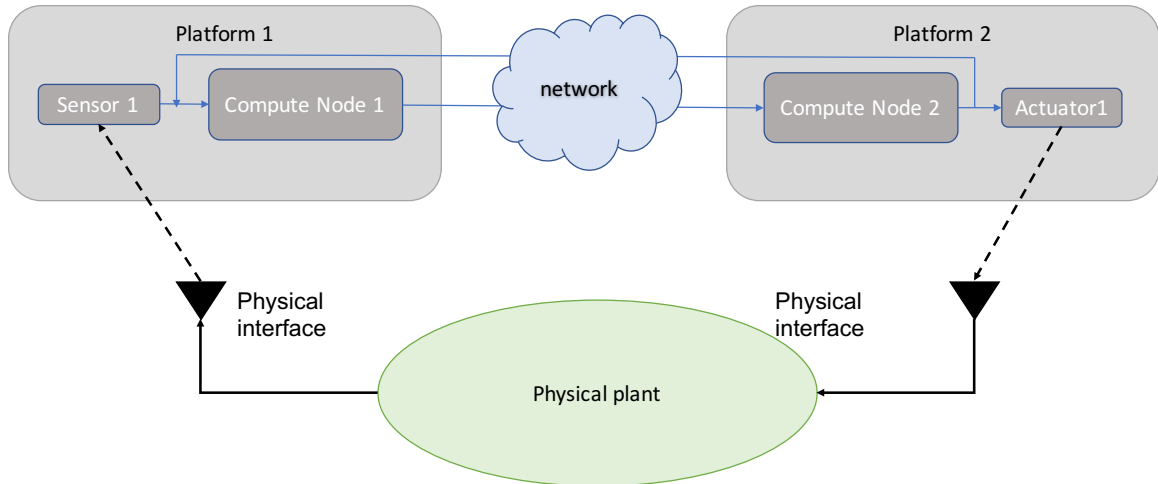 Platform 1
Platform 2
network
Sensor 1
Compute Node 1
Compute Node 2
Actuator1
Physical
interface
Physical
interface
Physical plant